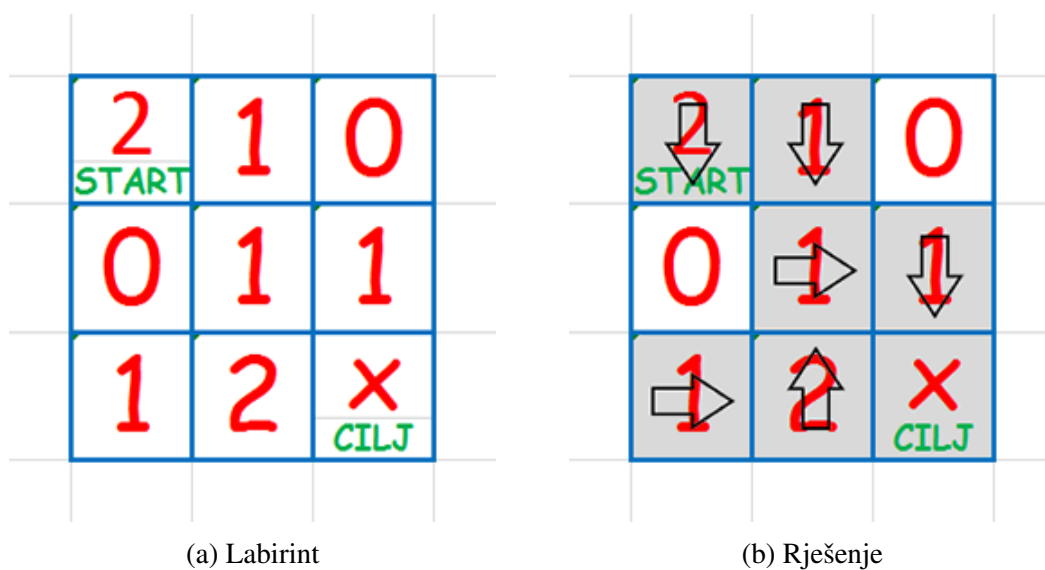 2 1 0
START
0 1 1
1 2 X
CILJ
(a) Labirint
2 1 0
START
0 1 1
1 2 X
CILJ
(b) Rješenje